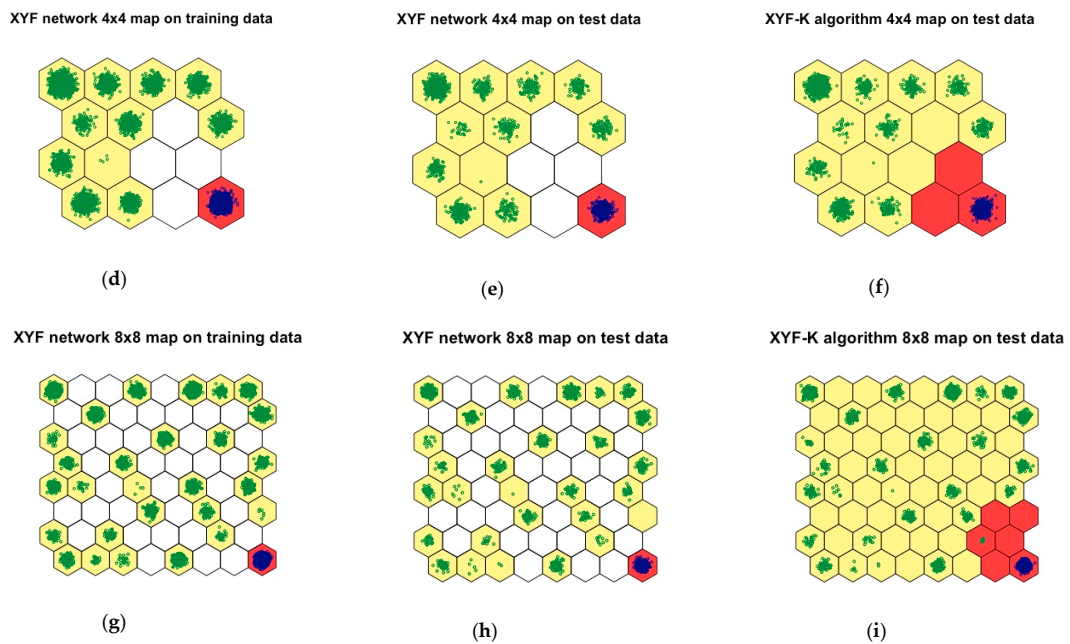 XYF network 4x4 map on training data
XYF network 4x4 map on test data
XYF-K algorithm 4x4 map on test data
(d)
(e)
(f)
XYF network 8x8 map on training data
XYF network 8x8 map on test data
XYF-K algorithm 8x8 map on test data
(g)
(h)
(i)